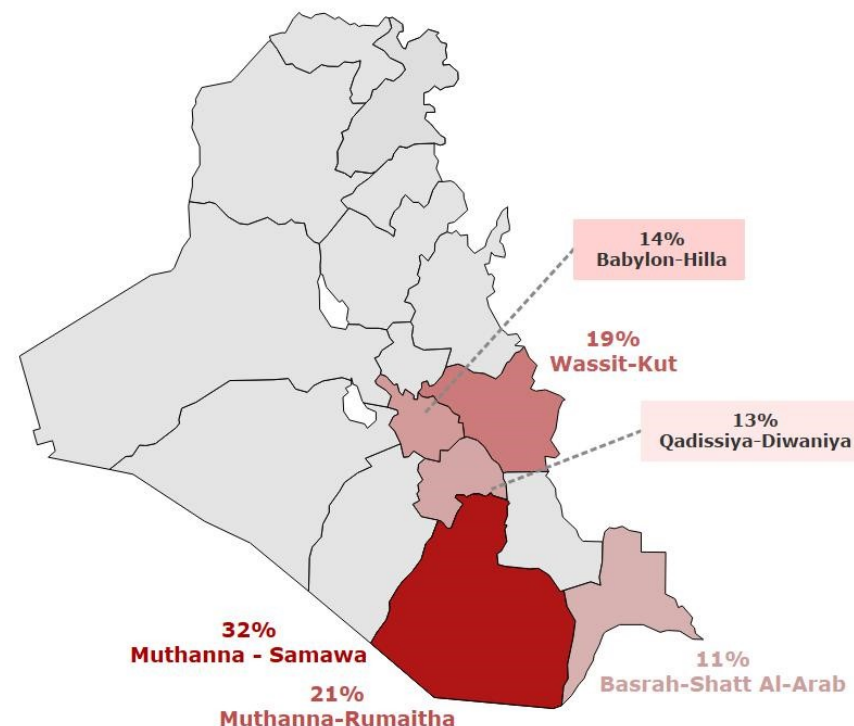 14%
Babylon-Hilla
19%
Wassit-Kut
13%
Qadissiya-Diwaniya
32%
Muthanna - Samawa
11%
Basrah-Shatt Al-Arab
21%
Muthanna-Rumaitha